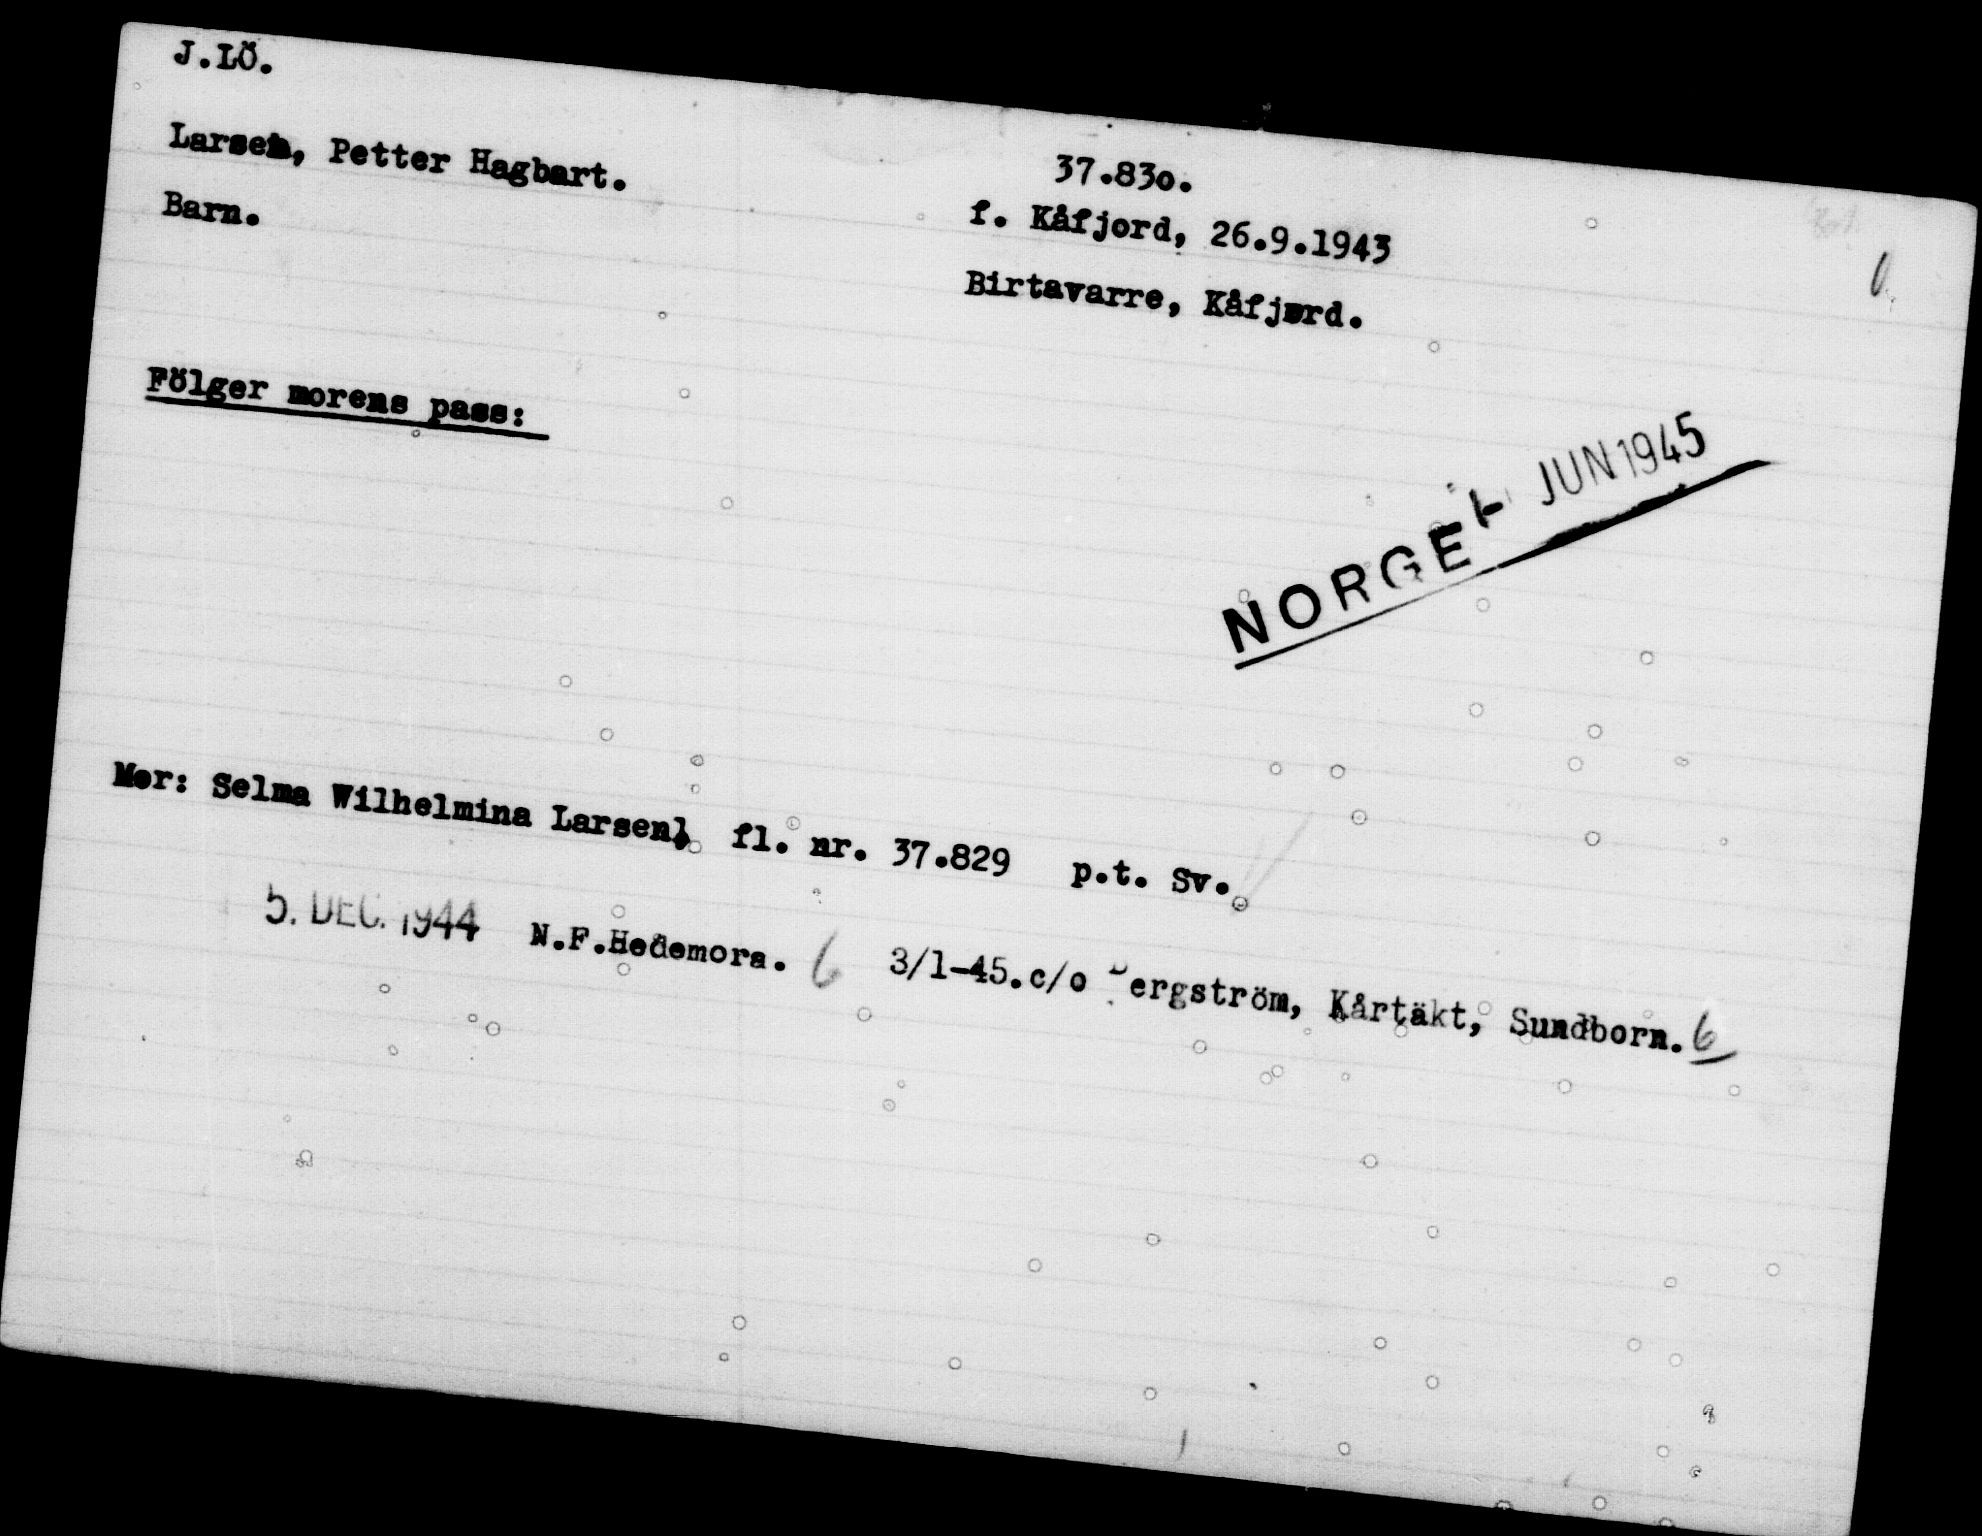 J.LÖ.
Larsen, Petter Hagbart. 37.83o.
Barn. f. Kåfjord, 26.9.1943
Birtavarre, Kåfjord.
Fölger morens pass:
NORGE 1- JUN 1945
Mor: Selma Wilhelmina Larsen, fl. nr. 37.829 p.t. Sv.
5. DEC. 1944 N.F.Hedemora. 6 3/1-45.c/o Bergström, Kårtäkt, Sundborn. 6